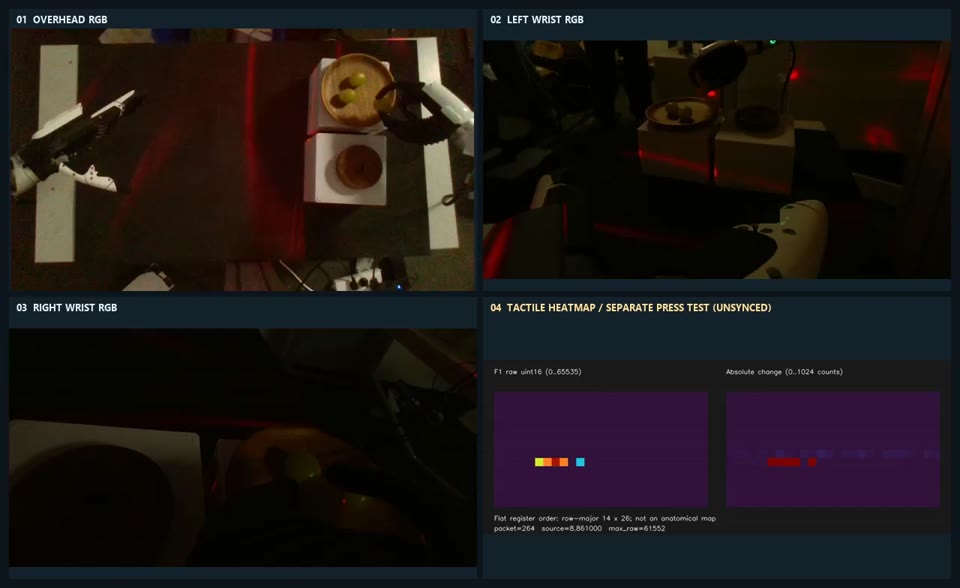 01 OVERHEAD RGB
02 LEFT WRIST RGB
03 RIGHT WRIST RGB
04 TACTILE HEATMAP / SEPARATE PRESS TEST (UNSYNCED)
F1 raw uint16 (0..65535)
Absolute change (0..1024 counts)
Flat register order: row-major 14 x 26; not an anatomical map
packet=264 source=8.861000 max_raw=61552